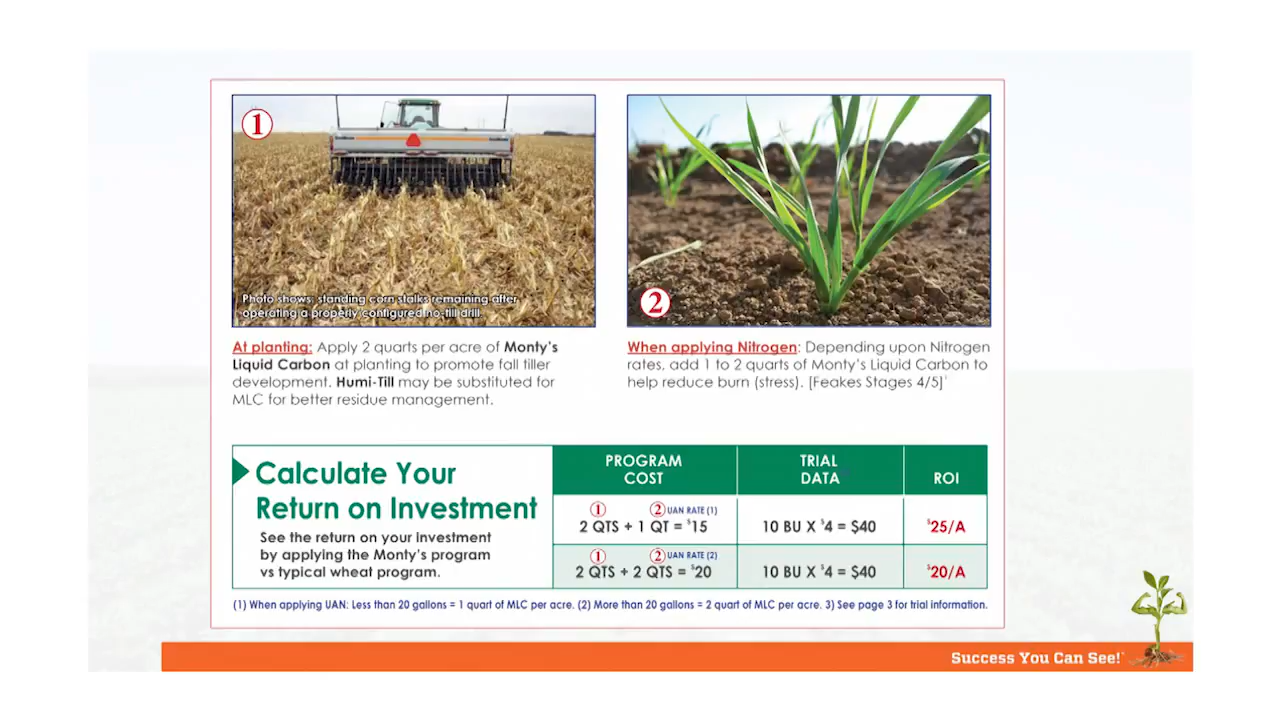 1
Photo shows: standing corn stalks remaining after
operating a properly configured no-till drill.
2
At planting: Apply 2 quarts per acre of Monty's
Liquid Carbon at planting to promote fall tiller
development. Humi-Till may be substituted for
MLC for better residue management.
When applying Nitrogen: Depending upon Nitrogen
rates, add 1 to 2 quarts of Monty's Liquid Carbon to
help reduce burn (stress). [Feakes Stages 4/5]
Calculate Your
Return on Investment
See the return on your investment
by applying the Monty's program
vs typical wheat program.
PROGRAM
COST
TRIAL
DATA
ROI
1 2 UAN RATE (1)
2 QTS + 1 QT = $15
10 BU X $4 = $40
$25/A
1 2 UAN RATE (2)
2 QTS + 2 QTS = $20
10 BU X $4 = $40
$20/A
(1) When applying UAN: Less than 20 gallons = 1 quart of MLC per acre. (2) More than 20 gallons = 2 quart of MLC per acre. 3) See page 3 for trial information.
Success You Can See!